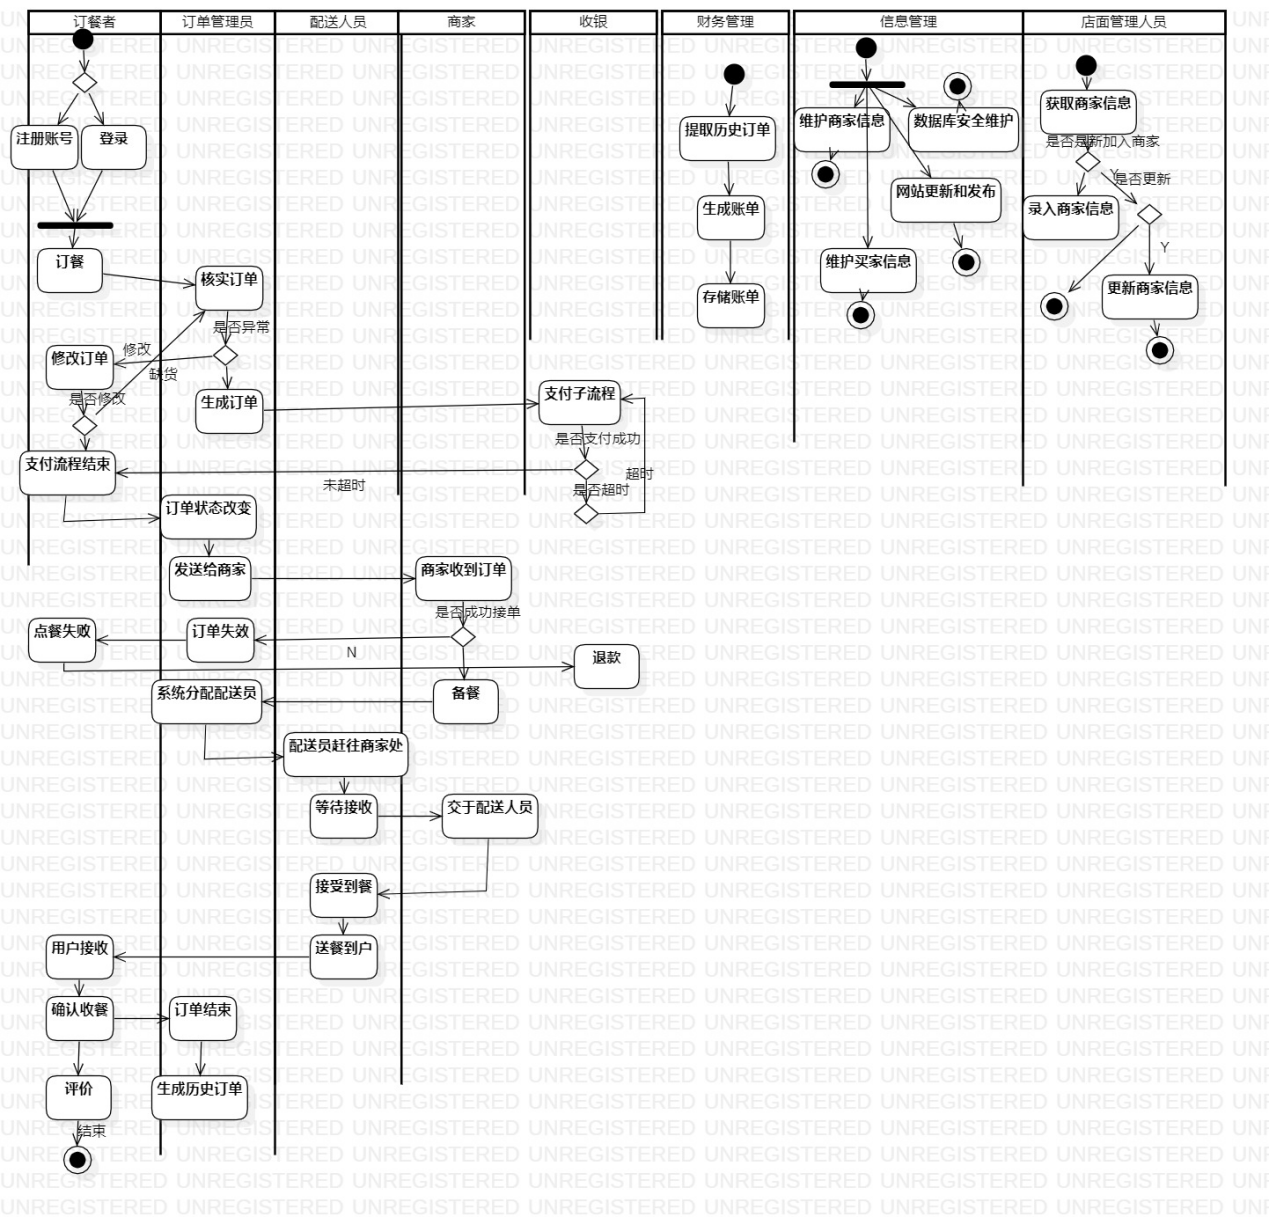 订餐者 订单管理员 配送人员 商家 收银 财务管理 信息管理 店面管理人员
注册账号 登录
订餐
核实订单
是否异常
修改订单
修改
缺货
是否修改
生成订单
支付子流程
是否支付成功
超时
是否超时
未超时
支付流程结束
订单状态改变
发送给商家
商家收到订单
是否成功接单
点餐失败
订单失效
N
退款
系统分配配送员
备餐
配送员赶往商家处
等待接收
交于配送人员
接受到餐
送餐到户
用户接收
确认收餐
订单结束
评价
生成历史订单
结束
提取历史订单
生成账单
存储账单
维护商家信息
数据库安全维护
网站更新和发布
维护买家信息
获取商家信息
是否是新加入商家
Y
是否更新
录入商家信息
Y
更新商家信息
UNREGISTERED